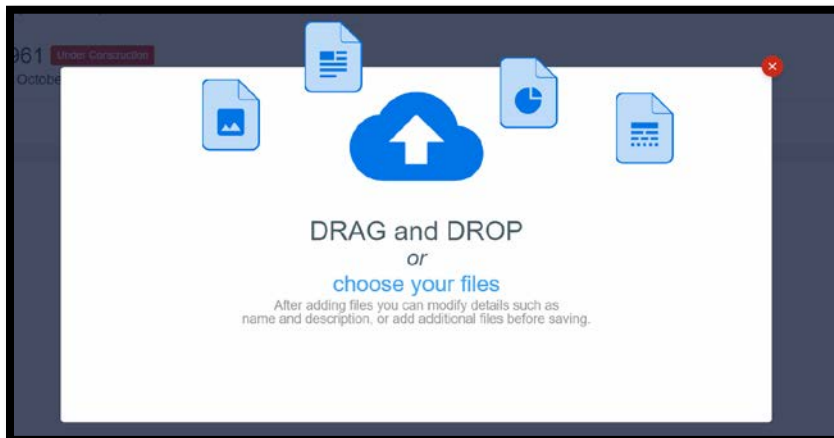 961 Under Construction
October
DRAG and DROP
or
choose your files
After adding files you can modify details such as
name and description, or add additional files before saving.